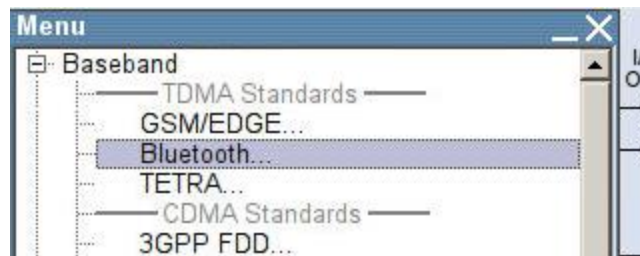 Menu
Baseband
TDMA Standards
GSM/EDGE...
Bluetooth...
TETRA...
CDMA Standards
3GPP FDD...